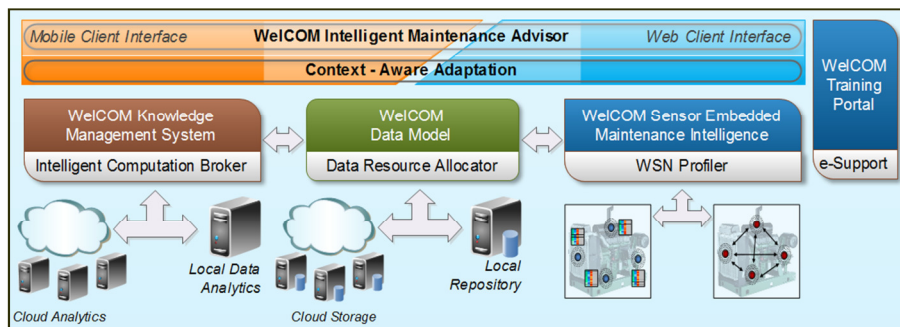 Mobile Client Interface
WelCOM Intelligent Maintenance Advisor
Web Client Interface
Context - Aware Adaptation
WelCOM
Training
Portal
e-Support
WelCOM Knowledge
Management System
Intelligent Computation Broker
WelCOM
Data Model
Data Resource Allocator
WelCOM Sensor Embedded
Maintenance Intelligence
WSN Profiler
Cloud Analytics
Local Data
Analytics
Cloud Storage
Local
Repository